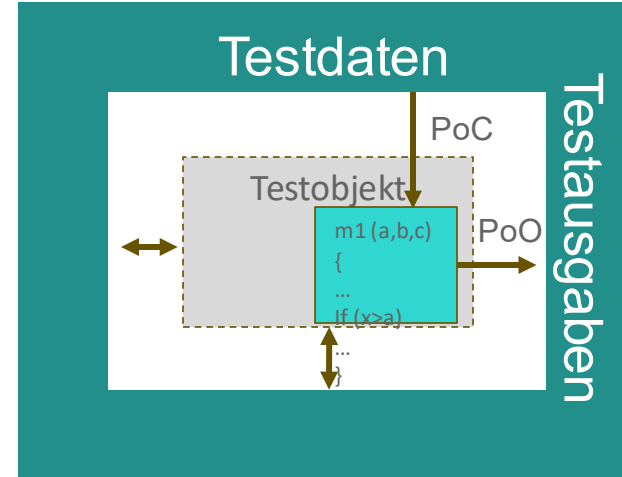 Testdaten
Testausgaben
PoC
Testobjekt
m1 (a,b,c)
{
...
If (x>a)
...
}
PoO